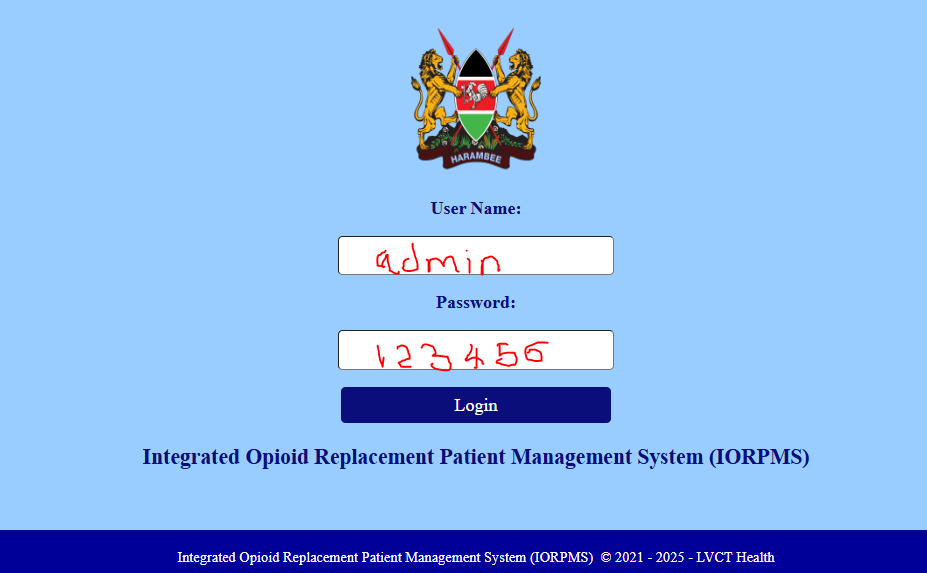 HARAMBEE
User Name:
admin
Password:
123456
Login
Integrated Opioid Replacement Patient Management System (IORPMS)
Integrated Opioid Replacement Patient Management System (IORPMS) © 2021 - 2025 - LVCT Health